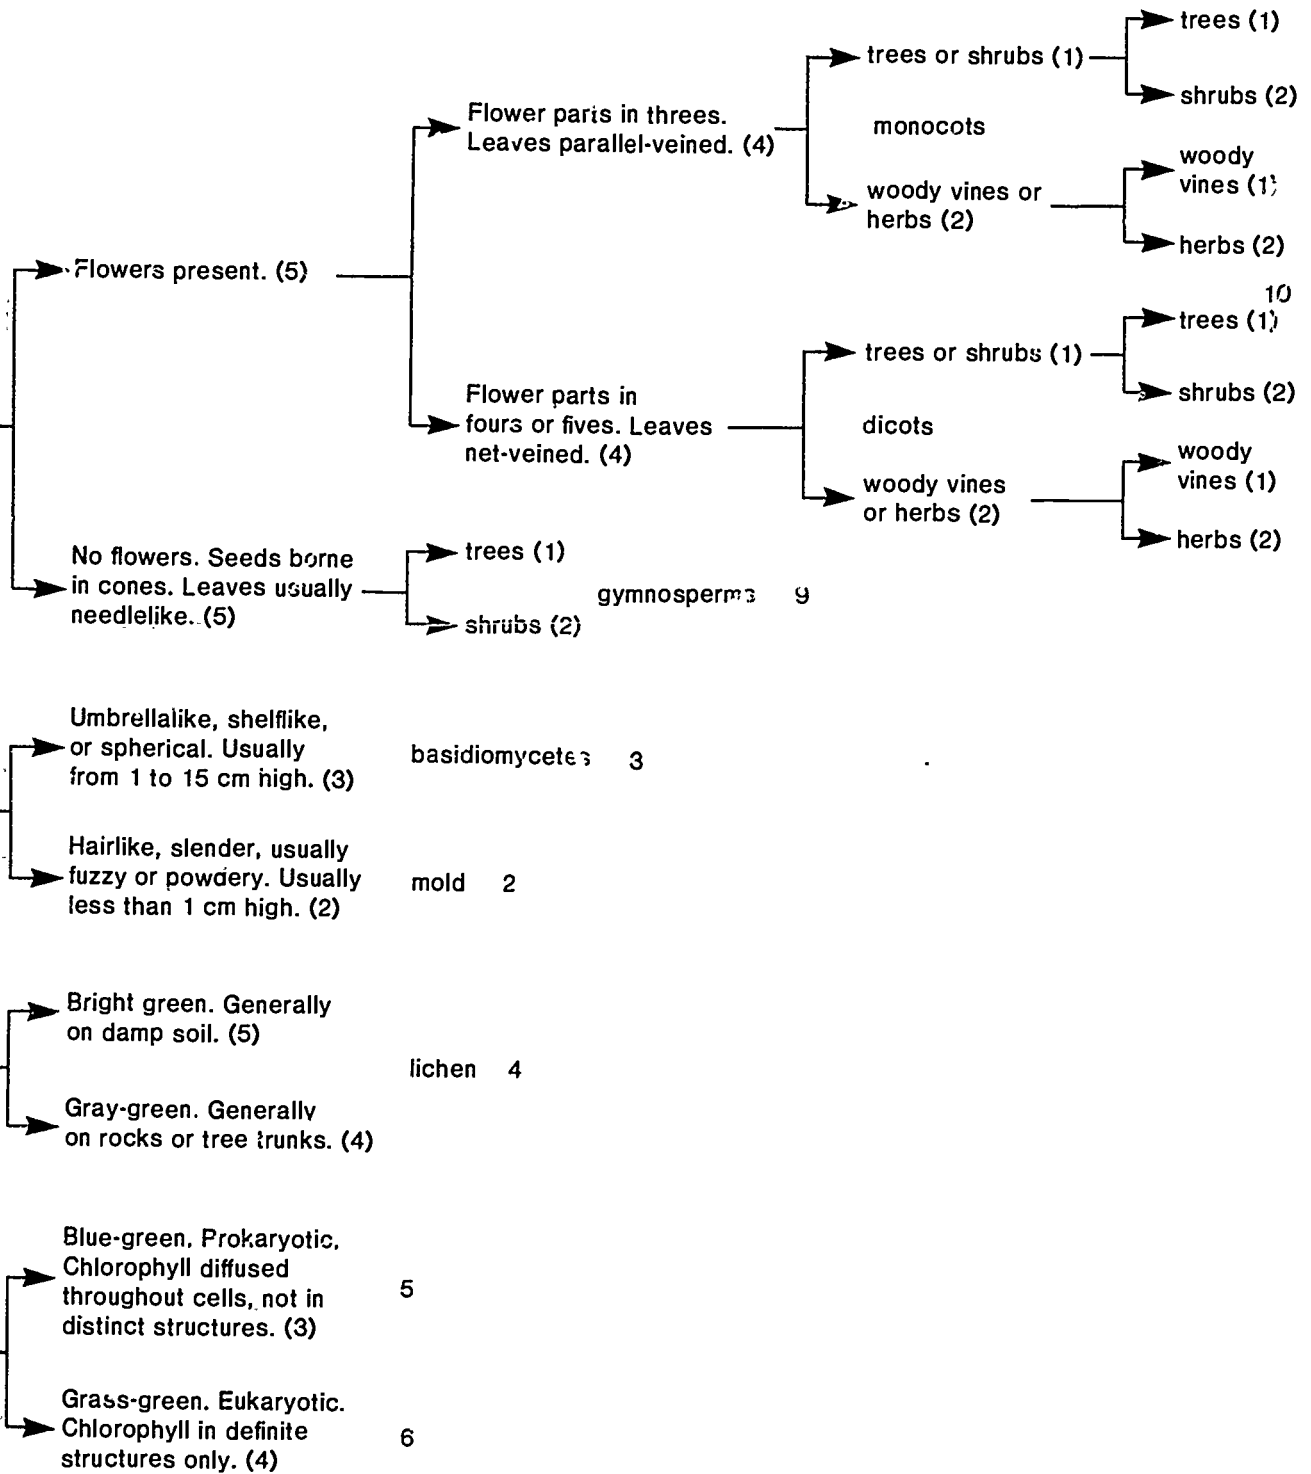 trees (1)
trees or shrubs (1)
shrubs (2)
Flower parts in threes.
Leaves parallel-veined. (4)
monocots
woody
vines (1)
woody vines or
herbs (2)
herbs (2)
Flowers present. (5)
10
trees (1)
trees or shrubs (1)
shrubs (2)
Flower parts in
fours or fives. Leaves
net-veined. (4)
dicots
woody
vines (1)
woody vines
or herbs (2)
herbs (2)
No flowers. Seeds borne
in cones. Leaves usually
needlelike. (5)
trees (1)
gymnosperms 9
shrubs (2)
Umbrellalike, shelflike,
or spherical. Usually
from 1 to 15 cm high. (3)
basidiomycetes 3
Hairlike, slender, usually
fuzzy or powdery. Usually
less than 1 cm high. (2)
mold 2
Bright green. Generally
on damp soil. (5)
lichen 4
Gray-green. Generally
on rocks or tree trunks. (4)
Blue-green. Prokaryotic.
Chlorophyll diffused
throughout cells, not in
distinct structures. (3)
5
Grass-green. Eukaryotic.
Chlorophyll in definite
structures only. (4)
6